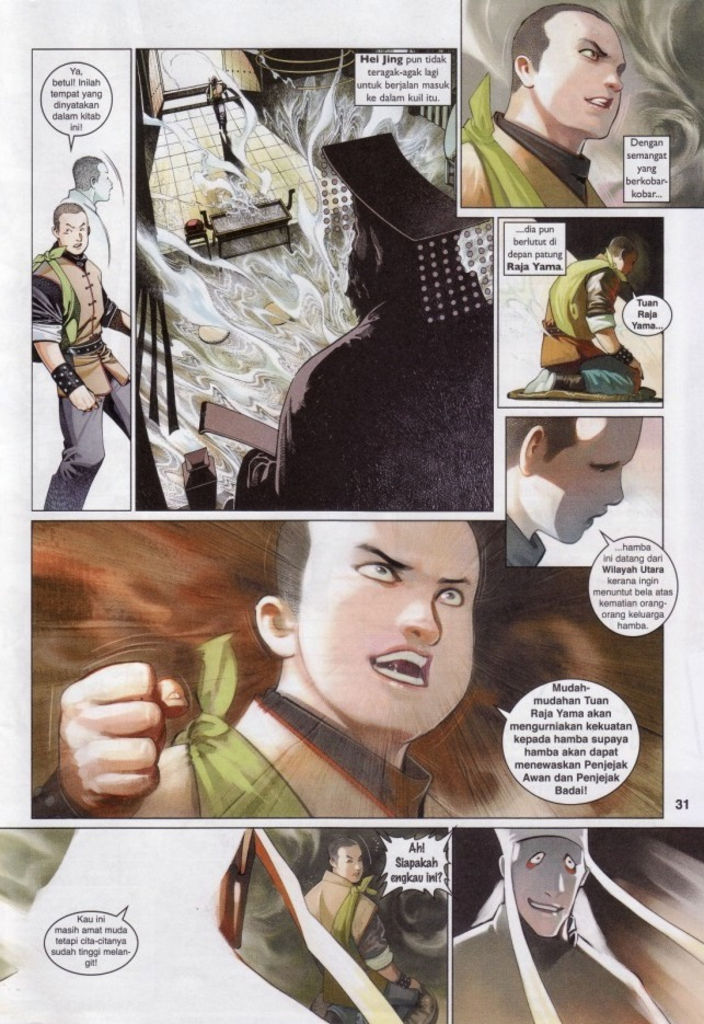 Ya,
betul! Inilah
tempat yang
dinyatakan
dalam kitab
ini!
Hei Jing pun tidak
teragak-agak lagi
untuk berjalan masuk
ke dalam kuil itu.
Dengan
semangat
yang
berkobar-
kobar...
....dia pun
berlutut di
depan patung
Raja Yama.
Tuan
Raja
Yama...
...hamba
ini datang dari
Wilayah Utara
kerana ingin
menuntut bela atas
kematian orang-
orang keluarga
hamba.
Mudah-
mudahan Tuan
Raja Yama akan
mengurniakan kekuatan
kepada hamba supaya
hamba akan dapat
menewaskan Penjejak
Awan dan Penjejak
Badai!
31
Kau ini
masih amat muda
tetapi cita-citanya
sudah tinggi melan-
git!
Ah!
Siapakah
engkau ini?